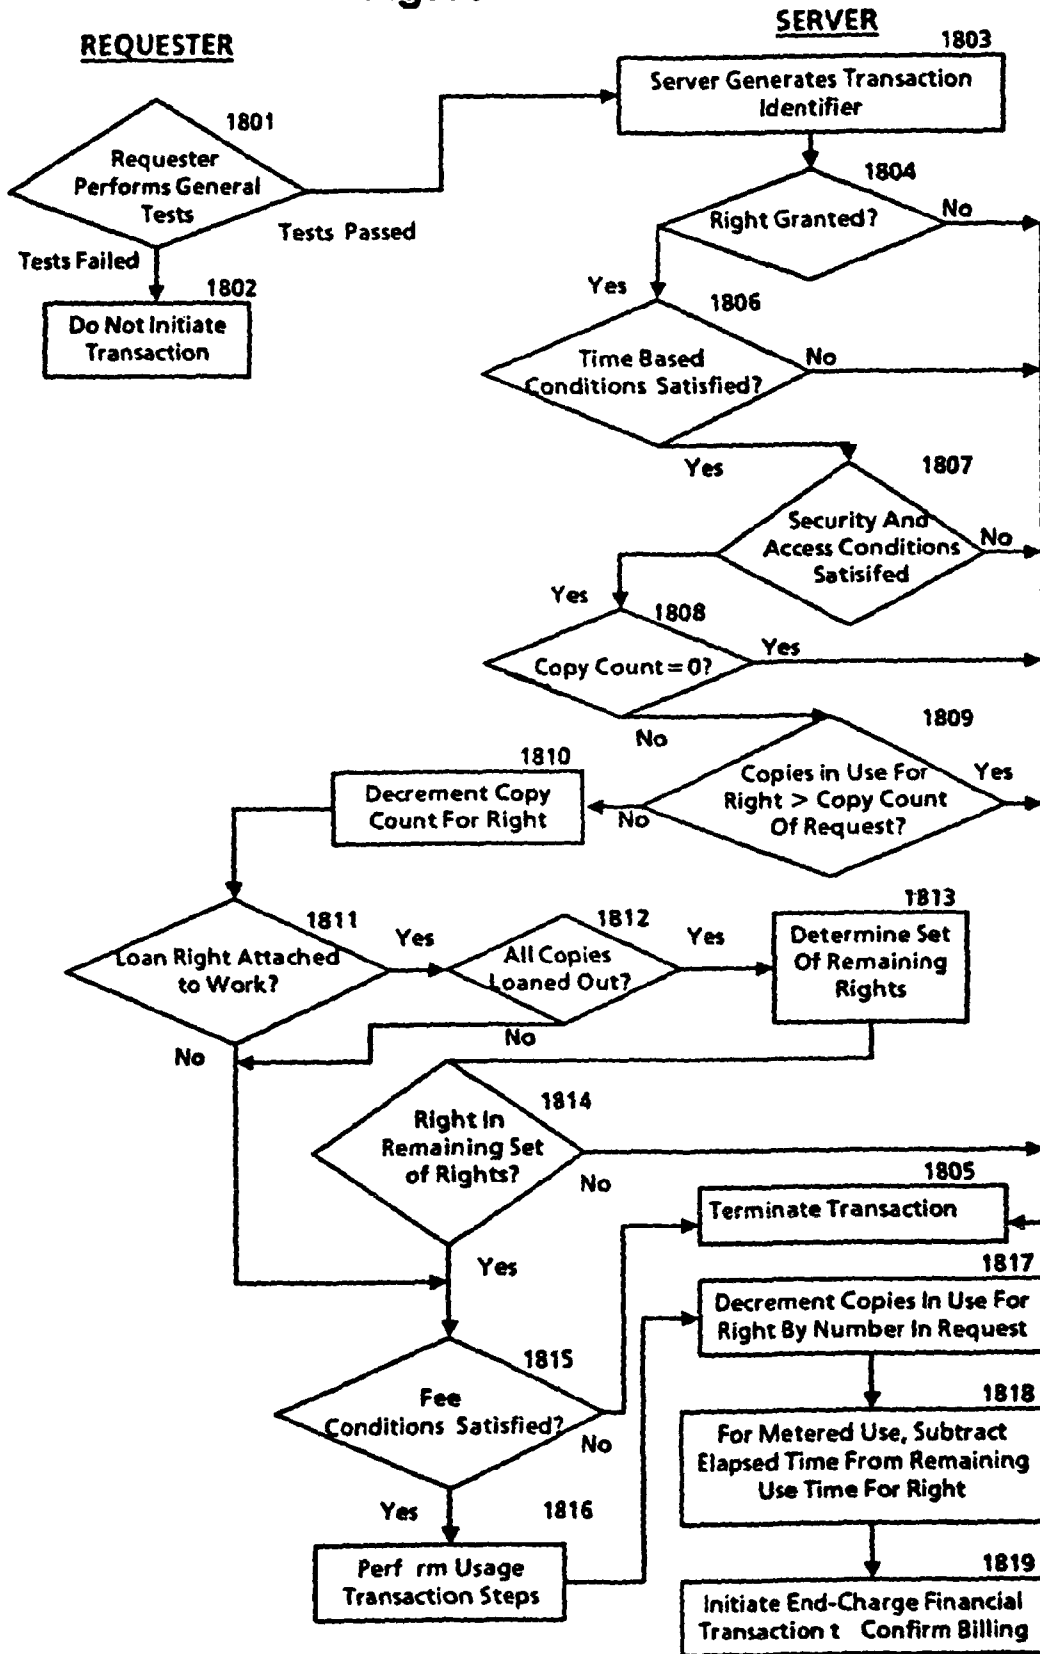 REQUESTER
SERVER
1803
Server Generates Transaction
Identifier
1801
Requester
Performs General
Tests
Tests Passed
Tests Failed
1802
Do Not Initiate
Transaction
1804
Right Granted?
No
Yes
1806
Time Based
Conditions Satisfied?
No
Yes
1807
Security And
Access Conditions
Satisifed
No
Yes
1808
Copy Count = 0?
Yes
No
1809
Copies in Use For
Right > Copy Count
Of Request?
Yes
No
1810
Decrement Copy
Count For Right
1811
Loan Right Attached
to Work?
Yes
No
1812
All Copies
Loaned Out?
Yes
No
1813
Determine Set
Of Remaining
Rights
1814
Right In
Remaining Set
of Rights?
No
Yes
1805
Terminate Transaction
1815
Fee
Conditions Satisfied?
No
Yes
1816
Perf rm Usage
Transaction Steps
1817
Decrement Copies In Use For
Right By Number In Request
1818
For Metered Use, Subtract
Elapsed Time From Remaining
Use Time For Right
1819
Initiate End-Charge Financial
Transaction t Confirm Billing